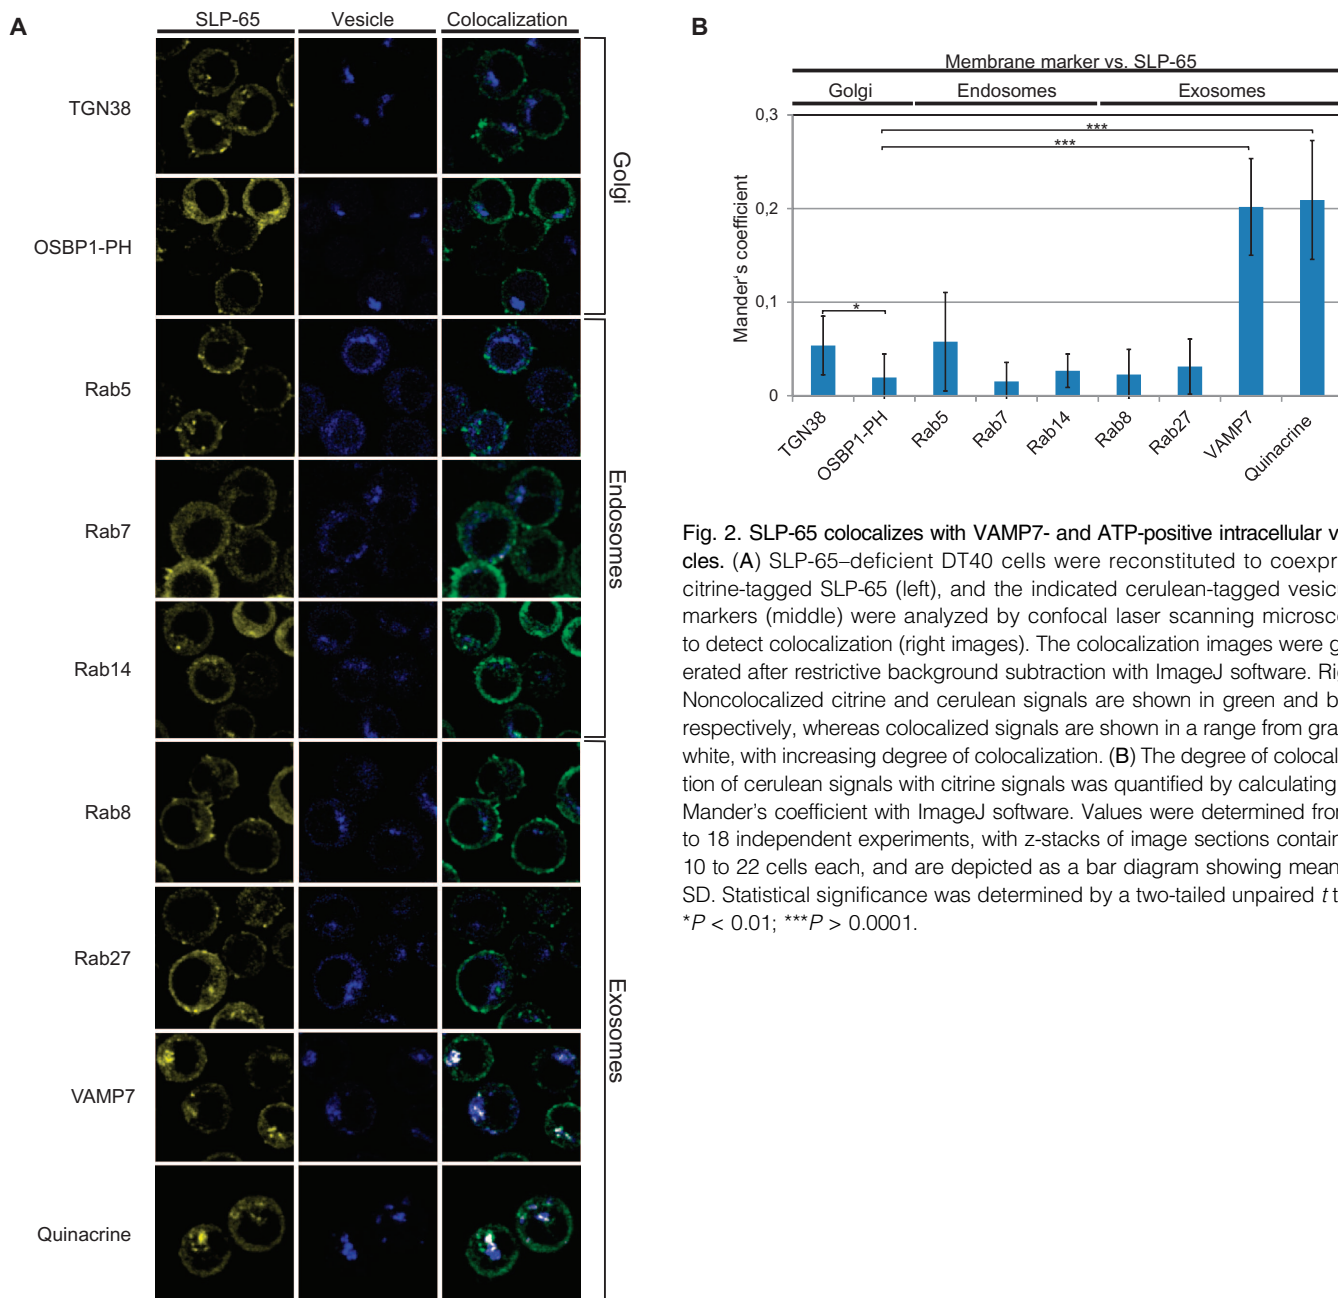 A
SLP-65 Vesicle Colocalization
TGN38
OSBP1-PH
Golgi
Rab5
Rab7
Rab14
Endosomes
Rab8
Rab27
VAMP7
Quinacrine
Exosomes
B
Membrane marker vs. SLP-65
Golgi Endosomes Exosomes
Mander's coefficient
0,3
0,2
0,1
0
*
***
***
TGN38 OSBP1-PH Rab5 Rab7 Rab14 Rab8 Rab27 VAMP7 Quinacrine
Fig. 2. SLP-65 colocalizes with VAMP7- and ATP-positive intracellular v
cles. (A) SLP-65–deficient DT40 cells were reconstituted to coexpr
citrine-tagged SLP-65 (left), and the indicated cerulean-tagged vesic
markers (middle) were analyzed by confocal laser scanning microsc
to detect colocalization (right images). The colocalization images were g
erated after restrictive background subtraction with ImageJ software. Ri
Noncolocalized citrine and cerulean signals are shown in green and b
respectively, whereas colocalized signals are shown in a range from gra
white, with increasing degree of colocalization. (B) The degree of colocal
tion of cerulean signals with citrine signals was quantified by calculating
Mander's coefficient with ImageJ software. Values were determined fro
to 18 independent experiments, with z-stacks of image sections contain
10 to 22 cells each, and are depicted as a bar diagram showing mean
SD. Statistical significance was determined by a two-tailed unpaired t t
*P < 0.01; ***P > 0.0001.